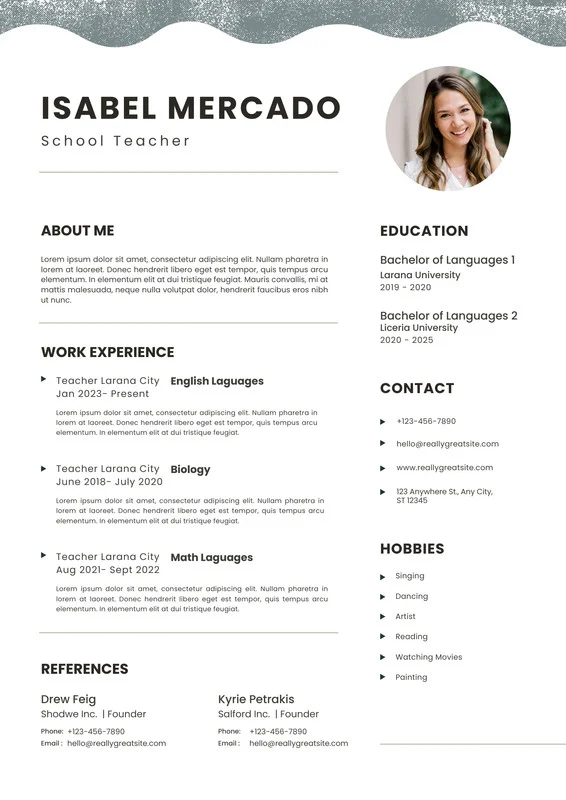 ISABEL MERCADO
School Teacher
ABOUT ME
Lorem ipsum dolor sit amet, consectetur adipiscing elit. Nullam pharetra in
lorem at laoreet. Donec hendrerit libero eget est tempor, quis tempus arcu
elementum. In elementum elit at dui tristique feugiat. Mauris convallis, mi at
mattis malesuada, neque nulla volutpat dolor, hendrerit faucibus eros nibh
ut nunc.
WORK EXPERIENCE
Teacher Larana City English Laguages
Jan 2023- Present
Lorem ipsum dolor sit amet, consectetur adipiscing elit. Nullam pharetra in
lorem at laoreet. Donec hendrerit libero eget est tempor, quis tempus arcu
elementum. In elementum elit at dui tristique feugiat.
Teacher Larana City Biology
June 2018- July 2020
Lorem ipsum dolor sit amet, consectetur adipiscing elit. Nullam pharetra in
lorem at laoreet. Donec hendrerit libero eget est tempor, quis tempus arcu
elementum. In elementum elit at dui tristique feugiat.
Teacher Larana City Math Laguages
Aug 2021- Sept 2022
Lorem ipsum dolor sit amet, consectetur adipiscing elit. Nullam pharetra in
lorem at laoreet. Donec hendrerit libero eget est tempor, quis tempus arcu
elementum. In elementum elit at dui tristique feugiat.
REFERENCES
Drew Feig
Shodwe Inc. | Founder
Phone: +123-456-7890
Email : hello@reallygreatsite.com
Kyrie Petrakis
Salford Inc. | Founder
Phone: +123-456-7890
Email : hello@reallygreatsite.com
EDUCATION
Bachelor of Languages 1
Larana University
2019 - 2020
Bachelor of Languages 2
Liceria University
2020 - 2025
CONTACT
+123-456-7890
hello@reallygreatsite.com
www.reallygreatsite.com
123 Anywhere St., Any City,
ST 12345
HOBBIES
Singing
Dancing
Artist
Reading
Watching Movies
Painting